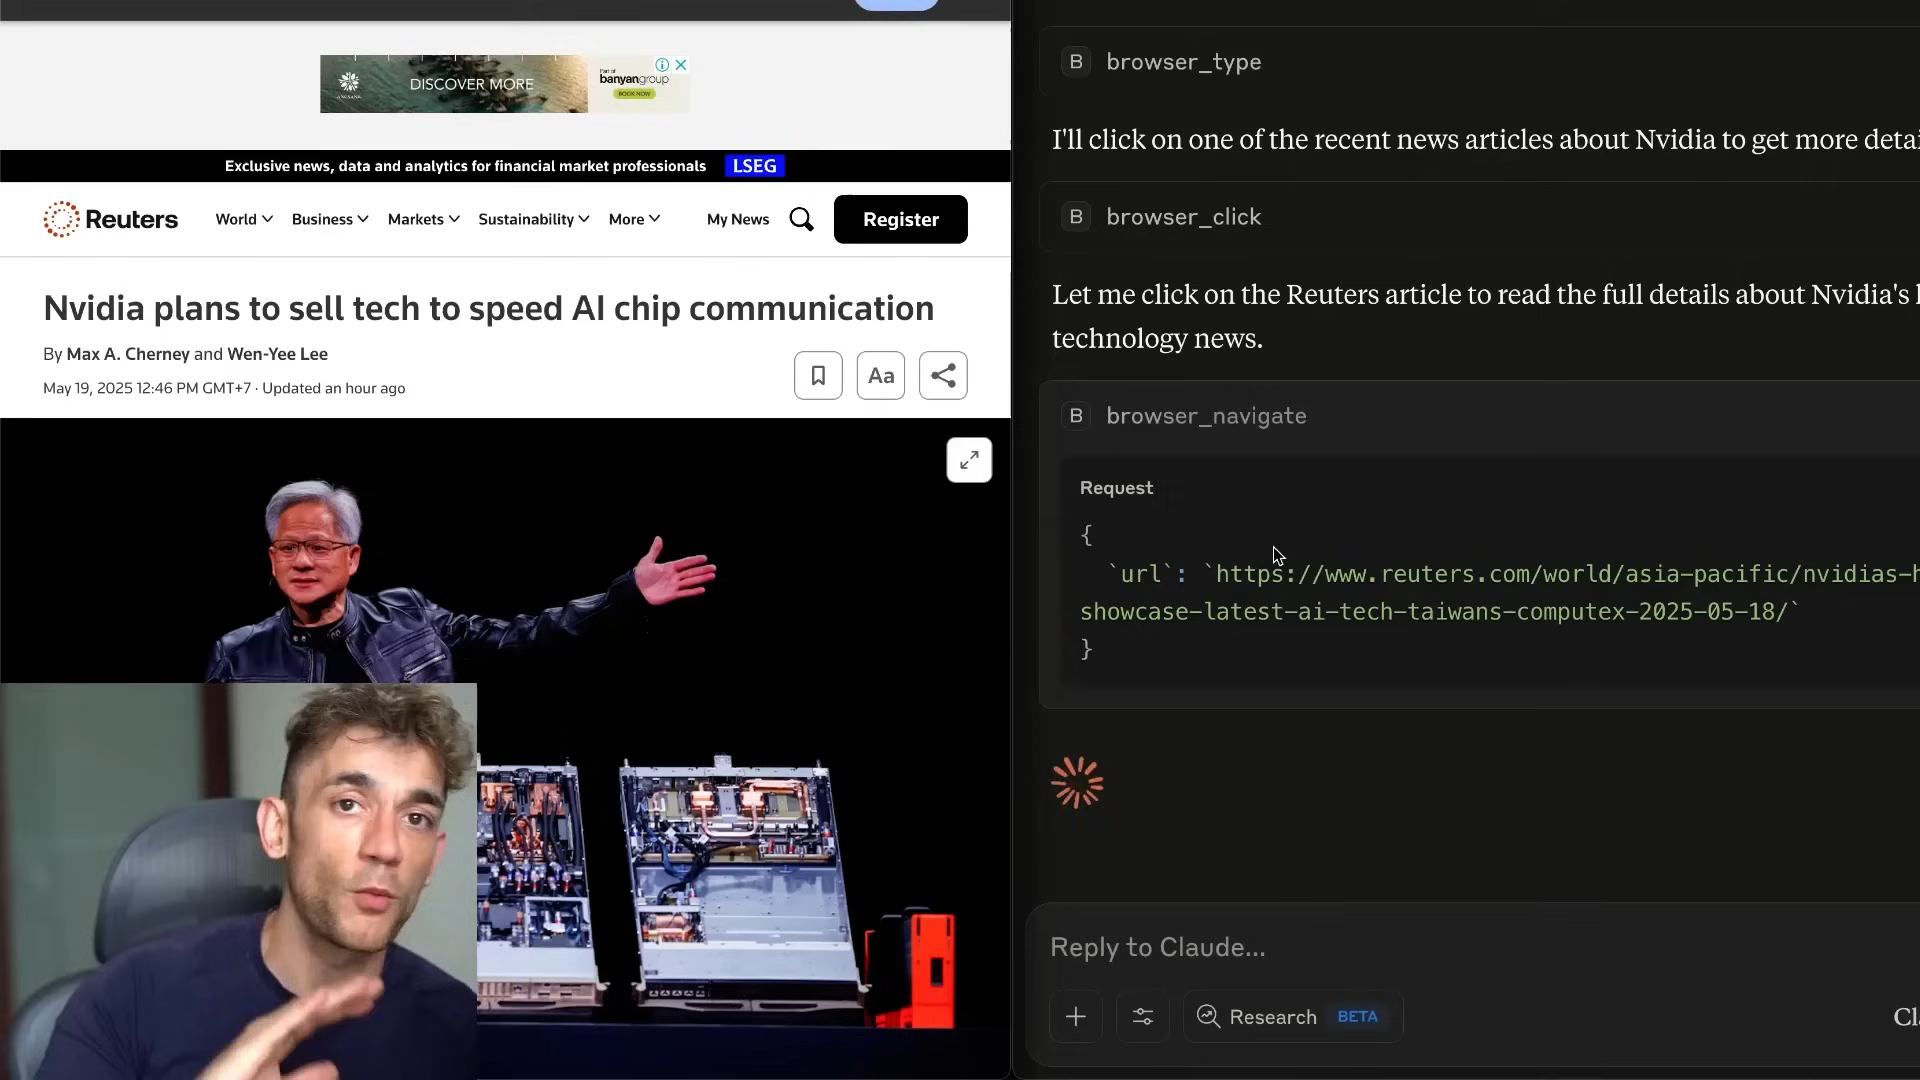 DISCOVER MORE
Part of
banyangroup
BOOK NOW
Exclusive news, data and analytics for financial market professionals LSEG
Reuters World Business Markets Sustainability More My News Register
Nvidia plans to sell tech to speed AI chip communication
By Max A. Cherney and Wen-Yee Lee
May 19, 2025 12:46 PM GMT+7 · Updated an hour ago
Aa
B browser_type
I'll click on one of the recent news articles about Nvidia to get more detai
B browser_click
Let me click on the Reuters article to read the full details about Nvidia's
technology news.
B browser_navigate
Request
{
`url`: `https://www.reuters.com/world/asia-pacific/nvidias-h
showcase-latest-ai-tech-taiwans-computex-2025-05-18/`
}
Reply to Claude...
Research BETA
Cl